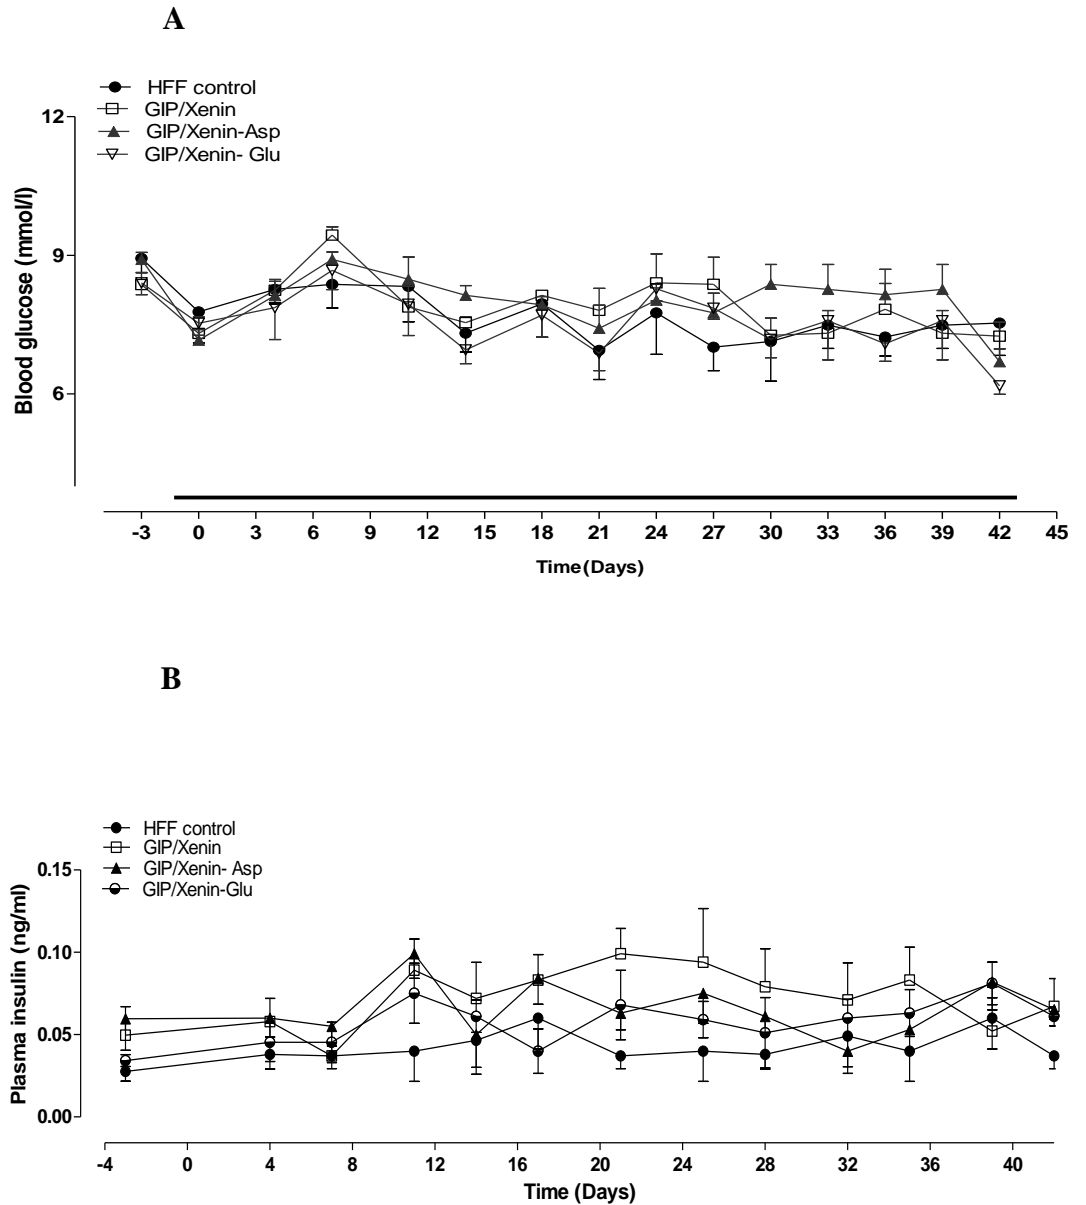 A
HFF control
GIP/Xenin
GIP/Xenin-Asp
GIP/Xenin- Glu
12
9
6
Blood glucose (mmol/l)
-3 0 3 6 9 12 15 18 21 24 27 30 33 36 39 42 45
Time(Days)
B
HFF control
GIP/Xenin
GIP/Xenin- Asp
GIP/Xenin-Glu
0.15
0.10
0.05
0.00
Plasma insulin (ng/ml)
-4 0 4 8 12 16 20 24 28 32 36 40
Time (Days)